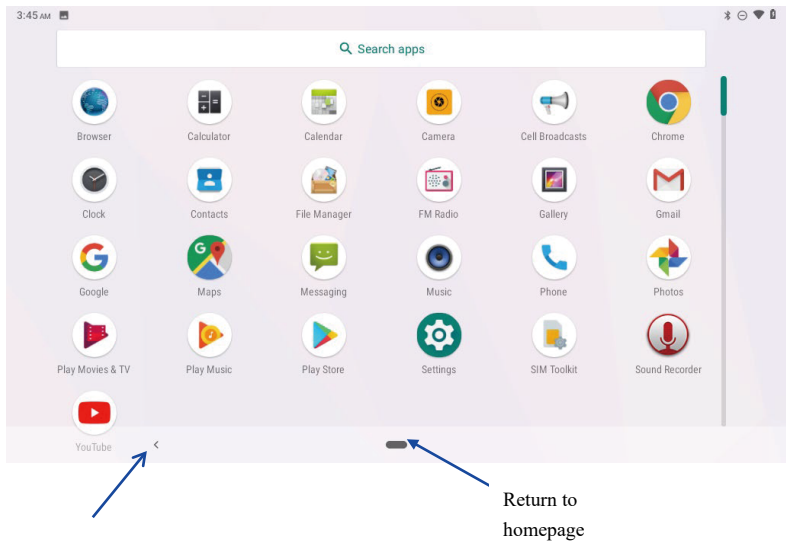 3:45 AM
Search apps
Browser Calculator Calendar Camera Cell Broadcasts Chrome
Clock Contacts File Manager FM Radio Gallery Gmail
Google Maps Messaging Music Phone Photos
Play Movies & TV Play Music Play Store Settings SIM Toolkit Sound Recorder
YouTube
Return to
homepage